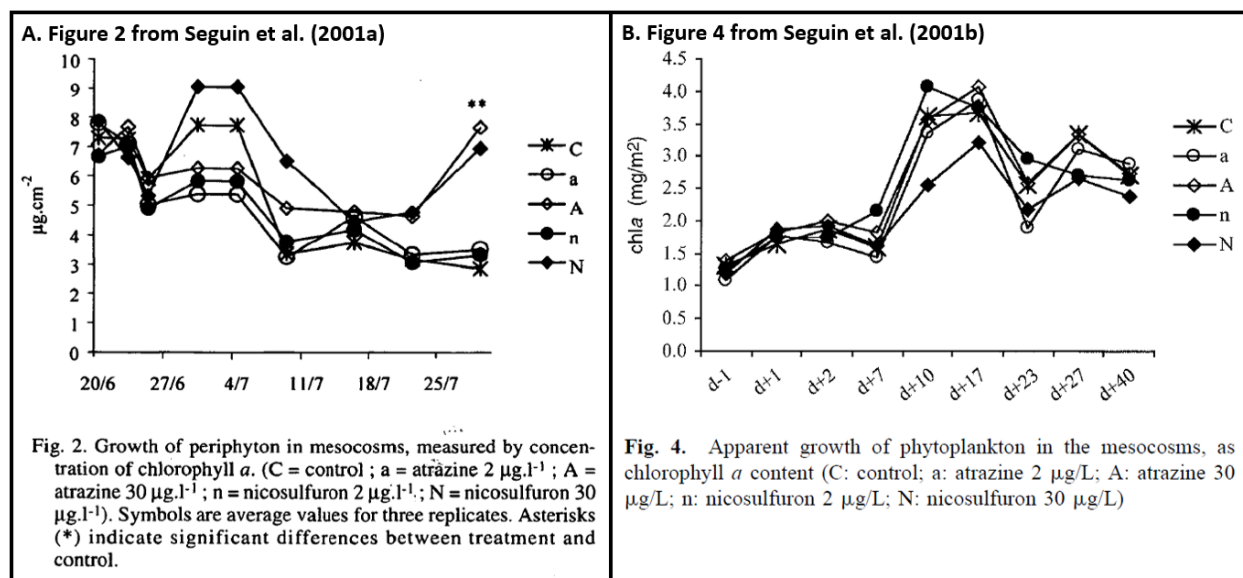 A. Figure 2 from Seguin et al. (2001a)
10
9
8
7
6
5
4
3
2
1
0
µg.cm-2
20/6 27/6 4/7 11/7 18/7 25/7
**
C
a
A
n
N
Fig. 2. Growth of periphyton in mesocosms, measured by concen-
tration of chlorophyll a. (C = control ; a = atrazine 2 µg.l-1 ; A =
atrazine 30 µg.l-1 ; n = nicosulfuron 2 µg.l-1.; N = nicosulfuron 30
µg.l-1). Symbols are average values for three replicates. Asterisks
(*) indicate significant differences between treatment and
control.
B. Figure 4 from Seguin et al. (2001b)
4.5
4.0
3.5
3.0
2.5
2.0
1.5
1.0
0.5
0.0
chla (mg/m²)
d-1 d+1 d+2 d+7 d+10 d+17 d+23 d+27 d+40
C
a
A
n
N
Fig. 4. Apparent growth of phytoplankton in the mesocosms, as
chlorophyll a content (C: control; a: atrazine 2 µg/L; A: atrazine 30
µg/L; n: nicosulfuron 2 µg/L; N: nicosulfuron 30 µg/L)